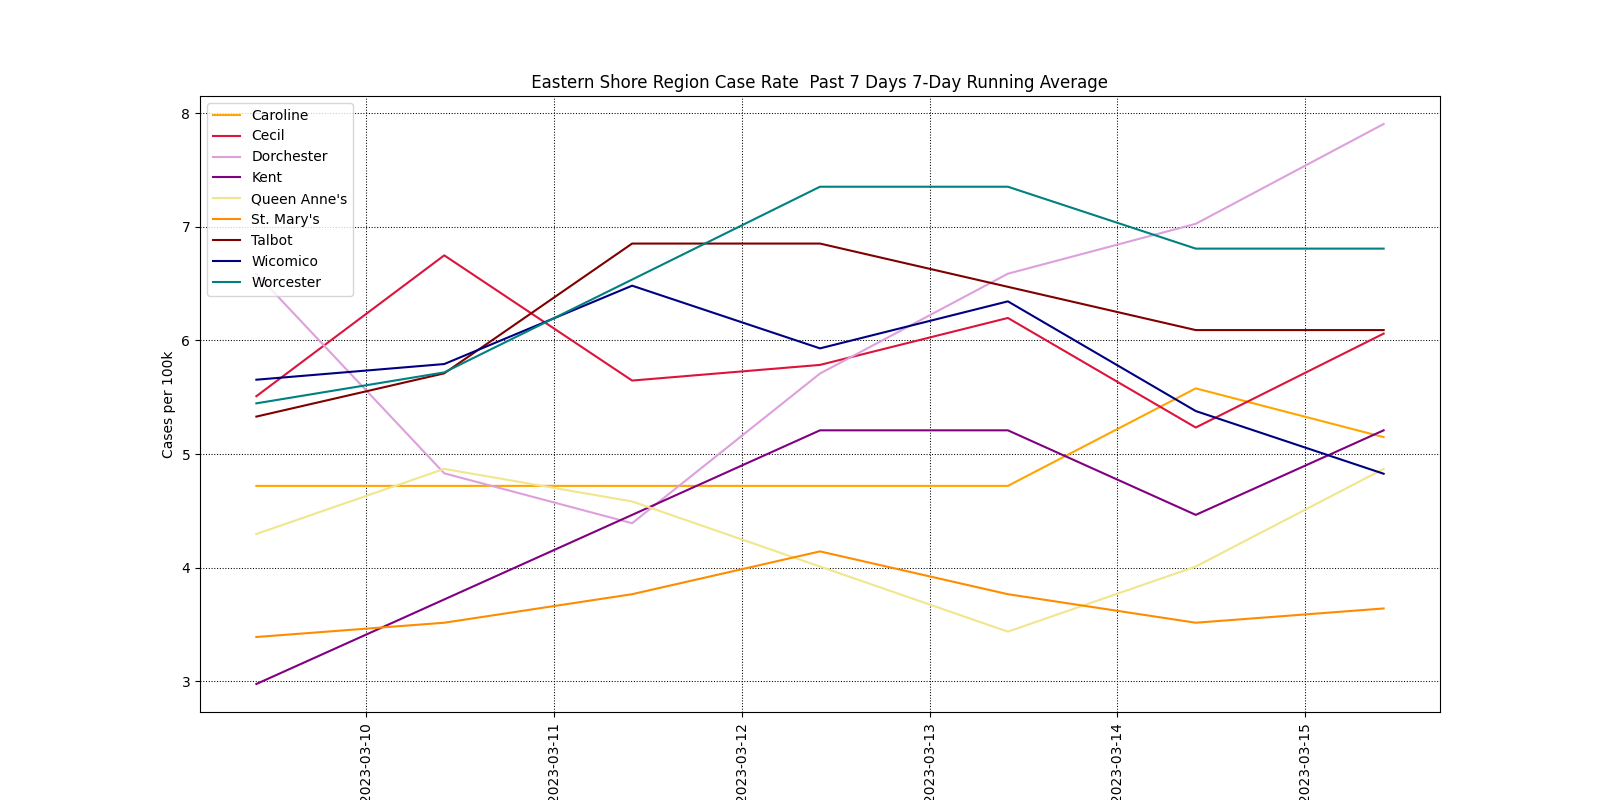 Eastern Shore Region Case Rate  Past 7 Days 7-Day Running Average
Caroline
Cecil
Dorchester
Kent
Queen Anne's
St. Mary's
Talbot
Wicomico
Worcester
8
7
6
5
4
3
Cases per 100k
2023-03-10
2023-03-11
2023-03-12
2023-03-13
2023-03-14
2023-03-15